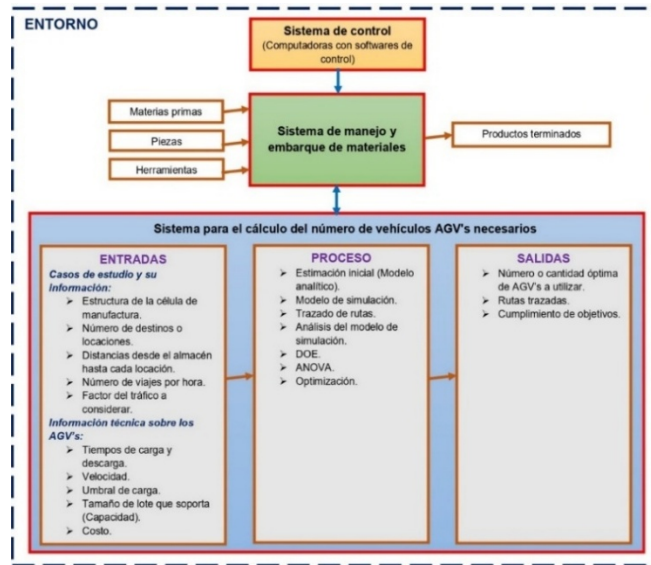 ENTORNO
Sistema de control
(Computadoras con softwares de
control)
Materias primas
Piezas
Herramientas
Sistema de manejo y
embarque de materiales
Productos terminados
Sistema para el cálculo del número de vehículos AGV's necesarios
ENTRADAS
Casos de estudio y su
información:
➤ Estructura de la célula de
manufactura.
➤ Número de destinos o
locaciones.
➤ Distancias desde el almacén
hasta cada locación.
➤ Número de viajes por hora.
➤ Factor del tráfico a
considerar.
Información técnica sobre los
AGV's:
➤ Tiempos de carga y
descarga.
➤ Velocidad.
➤ Umbral de carga.
➤ Tamaño de lote que soporta
(Capacidad).
➤ Costo.
PROCESO
➤ Estimación inicial (Modelo
analítico).
➤ Modelo de simulación.
➤ Trazado de rutas.
➤ Análisis del modelo de
simulación.
➤ DOE.
➤ ANOVA.
➤ Optimización.
SALIDAS
➤ Número o cantidad óptima
de AGV's a utilizar.
➤ Rutas trazadas.
➤ Cumplimiento de objetivos.